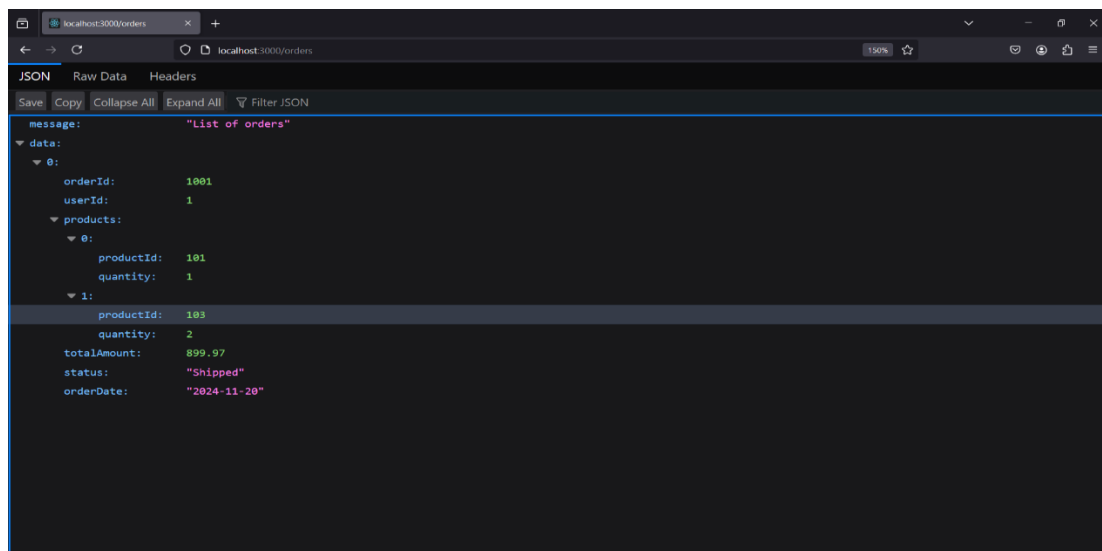 localhost:3000/orders
localhost:3000/orders 150%
JSON Raw Data Headers
Save Copy Collapse All Expand All Filter JSON
message: "List of orders"
data:
0:
orderId: 1001
userId: 1
products:
0:
productId: 101
quantity: 1
1:
productId: 103
quantity: 2
totalAmount: 899.97
status: "Shipped"
orderDate: "2024-11-20"